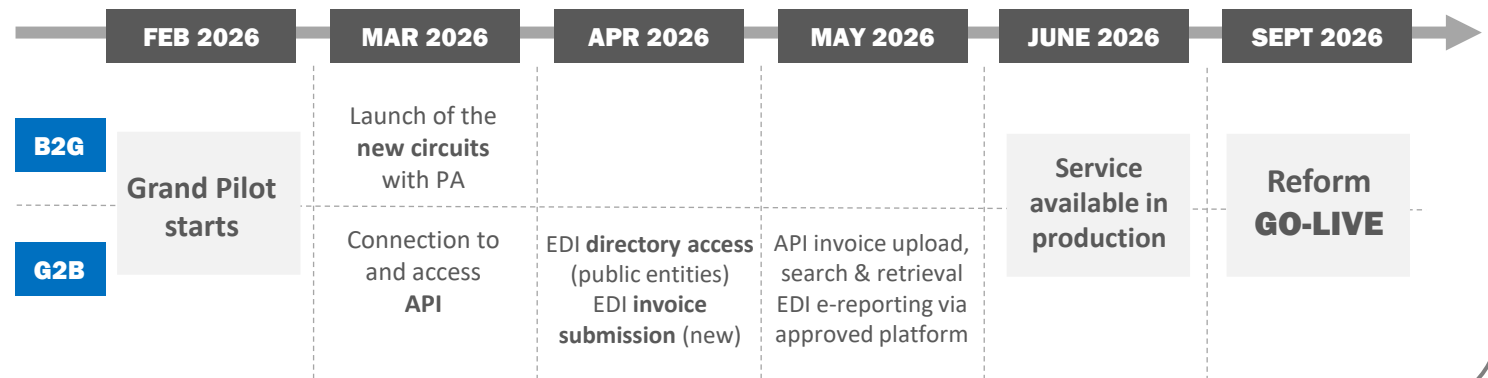 FEB 2026
MAR 2026
APR 2026
MAY 2026
JUNE 2026
SEPT 2026
B2G
Grand Pilot
starts
Launch of the
new circuits
with PA
Service
available in
production
Reform
GO-LIVE
G2B
Connection to
and access
API
EDI directory access
(public entities)
EDI invoice
submission (new)
API invoice upload,
search & retrieval
EDI e-reporting via
approved platform